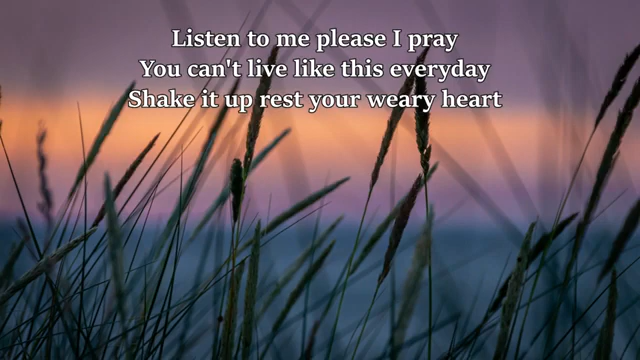 Listen to me please I pray
You can't live like this everyday
Shake it up rest your weary heart